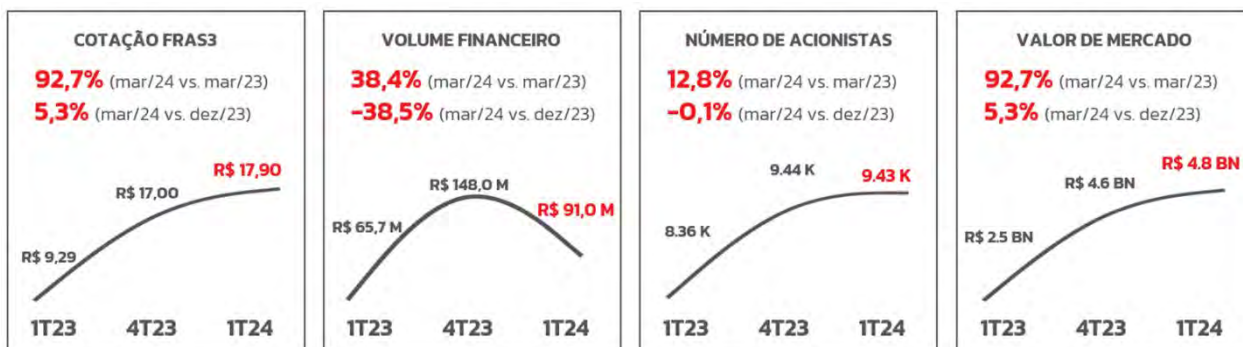 COTAÇÃO FRAS3
92,7% (mar/24 vs. mar/23)
5,3% (mar/24 vs. dez/23)
R$ 9,29
R$ 17,00
R$ 17,90
1T23 4T23 1T24
VOLUME FINANCEIRO
38,4% (mar/24 vs. mar/23)
-38,5% (mar/24 vs. dez/23)
R$ 65,7 M
R$ 148,0 M
R$ 91,0 M
1T23 4T23 1T24
NÚMERO DE ACIONISTAS
12,8% (mar/24 vs. mar/23)
-0,1% (mar/24 vs. dez/23)
8.36 K
9.44 K
9.43 K
1T23 4T23 1T24
VALOR DE MERCADO
92,7% (mar/24 vs. mar/23)
5,3% (mar/24 vs. dez/23)
R$ 2.5 BN
R$ 4.6 BN
R$ 4.8 BN
1T23 4T23 1T24